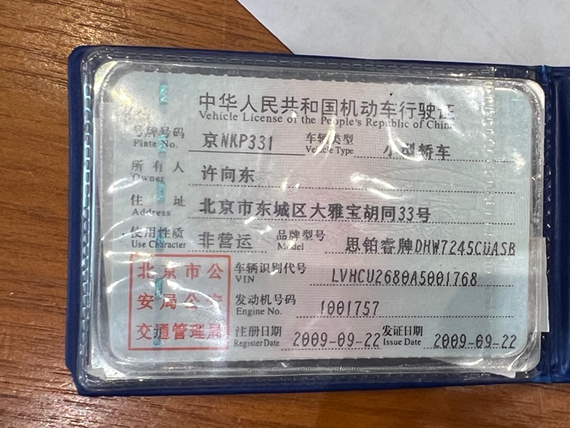 中华人民共和国机动车行驶证
Vehicle License of the People's Republic of China
号牌号码 京NKP331 车辆类型 小型轿车
Plate No. Vehicle Type
所有人 许向东
Owner
住址 北京市东城区大雅宝胡同33号
Address
使用性质 非营运 品牌型号 思铂睿牌DHW7245CUASB
Use Character Model
北京市公 车辆识别代号 LVHCU2680A5001768
VIN
安局公安 发动机号码 1001757
Engine No.
交通管理局 注册日期 2009-09-22 发证日期 2009-09-22
Register Date Issue Date